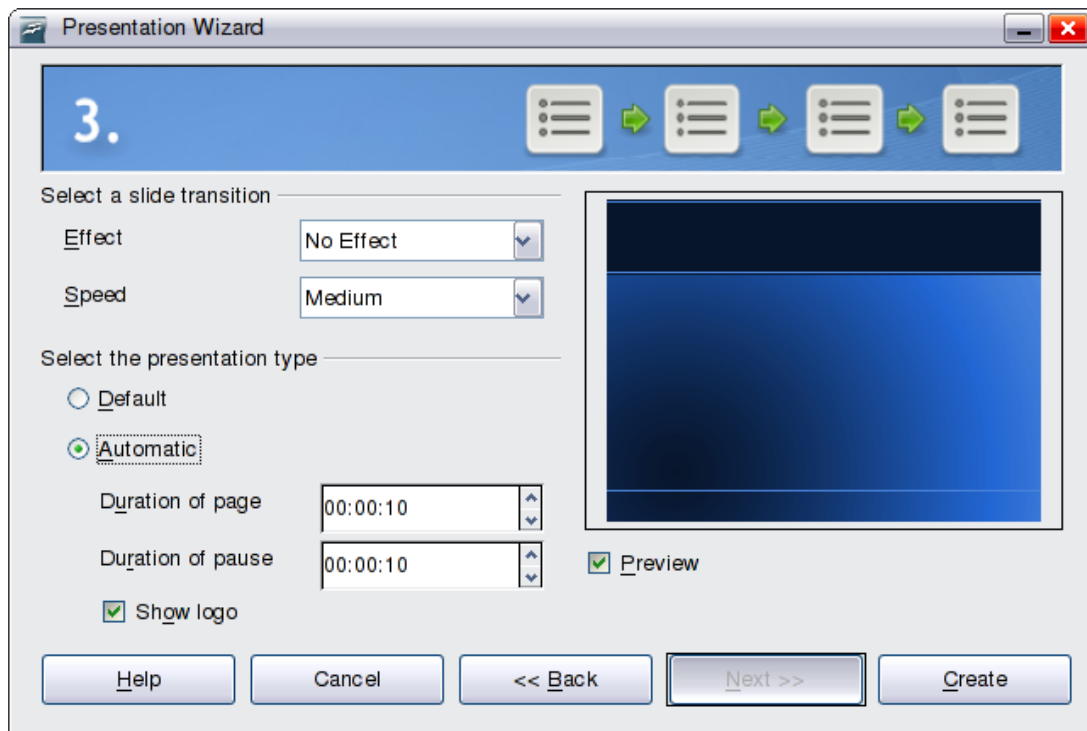 Presentation Wizard
3.
Select a slide transition
Effect
No Effect
Speed
Medium
Select the presentation type
Default
Automatic
Duration of page
00:00:10
Duration of pause
00:00:10
Show logo
Preview
Help
Cancel
<< Back
Next >>
Create